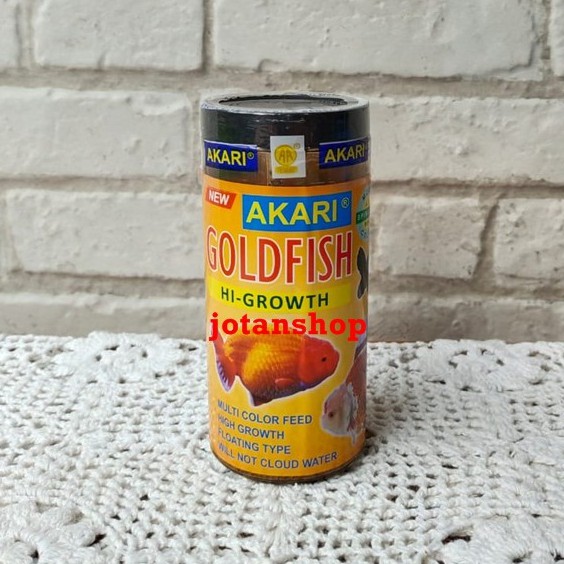 AKARI®
AKARI
NEW
AKARI®
GOLDFISH
HI-GROWTH
jotanshop
MULTI COLOR FEED
HIGH GROWTH
FLOATING TYPE
WILL NOT CLOUD WATER